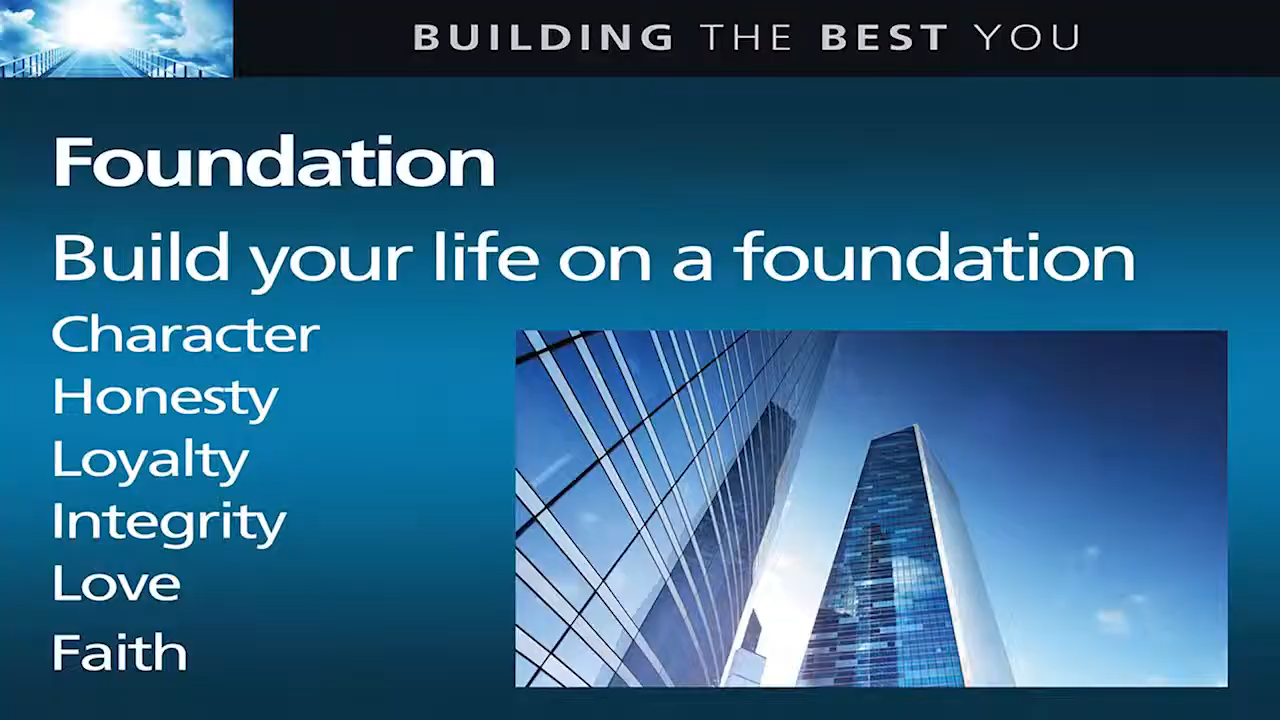 BUILDING THE BEST YOU
Foundation
Build your life on a foundation
Character
Honesty
Loyalty
Integrity
Love
Faith